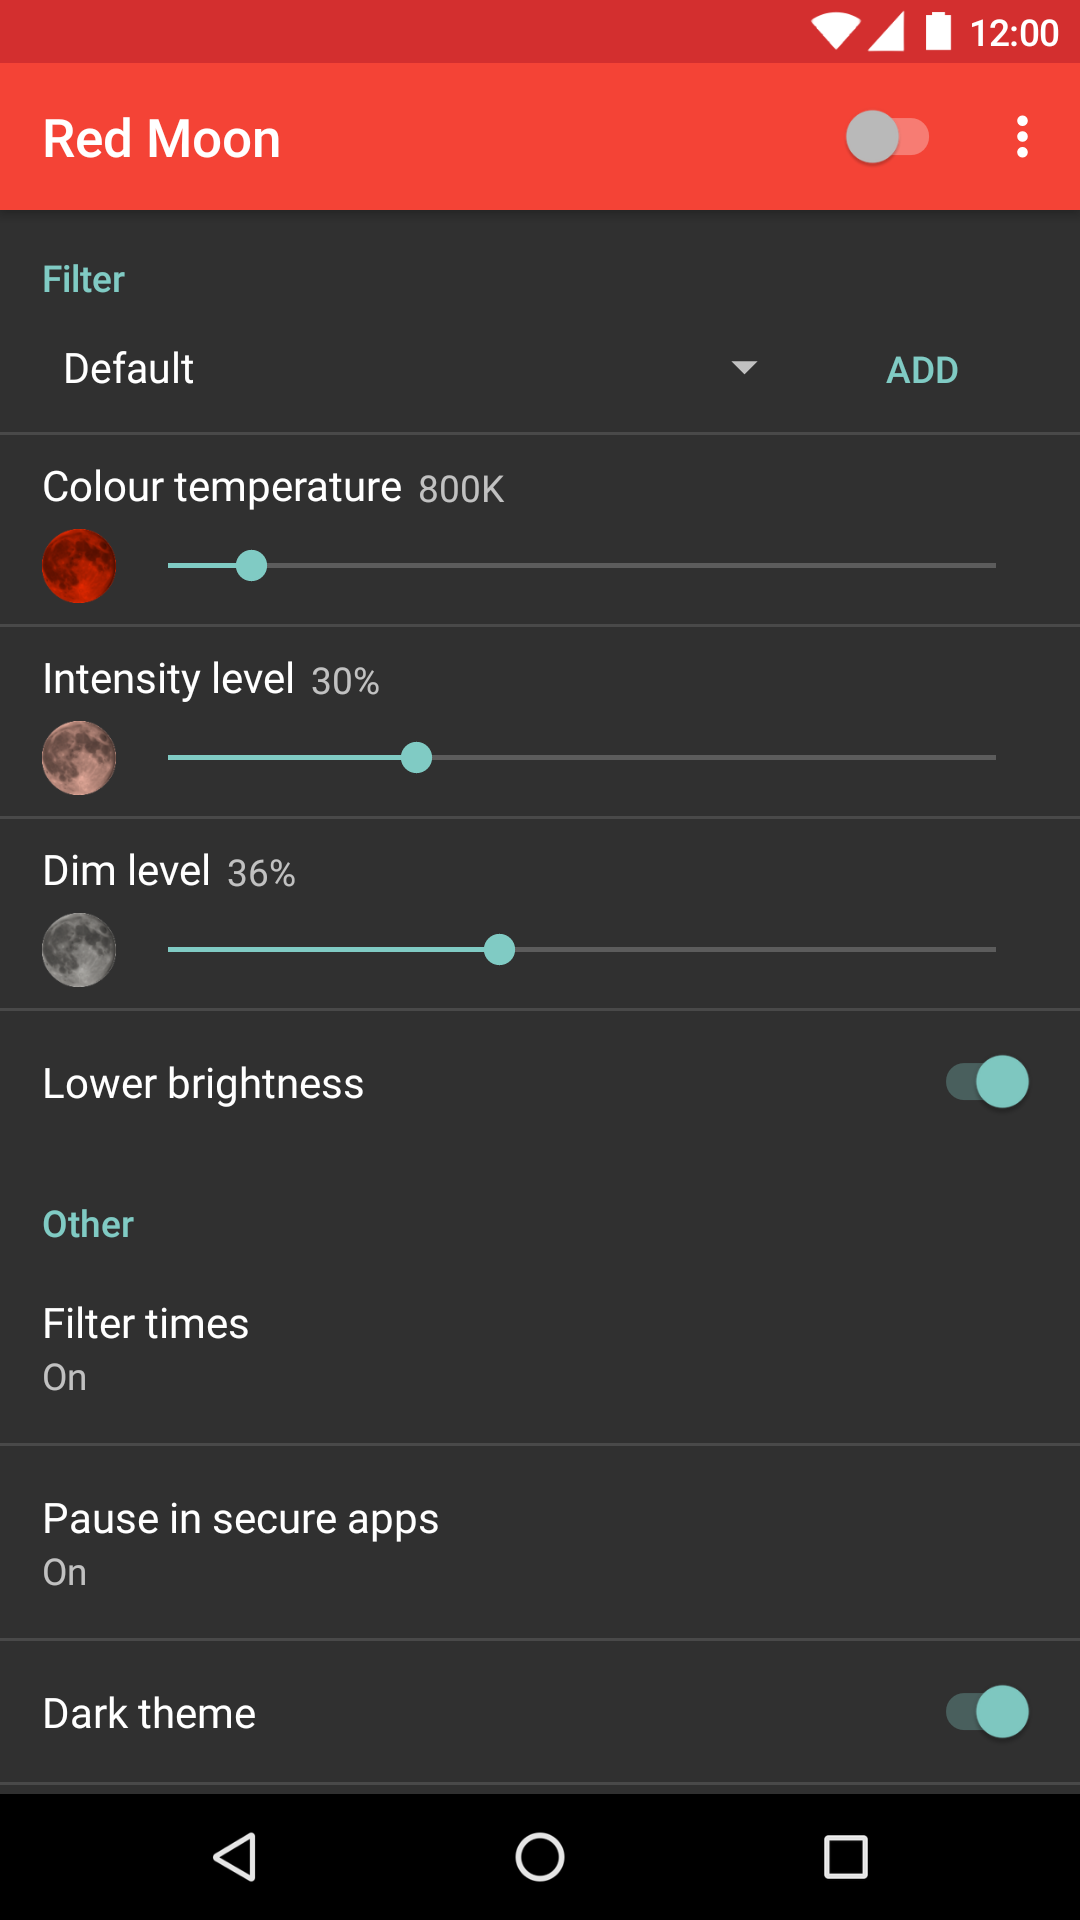 12:00
Red Moon
Filter
Default
ADD
Colour temperature 800K
Intensity level 30%
Dim level 36%
Lower brightness
Other
Filter times
On
Pause in secure apps
On
Dark theme